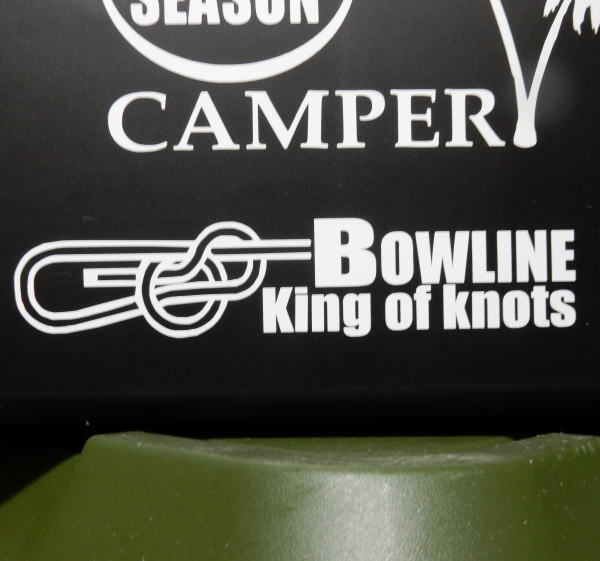 SEASON
CAMPER
BOWLINE
King of knots